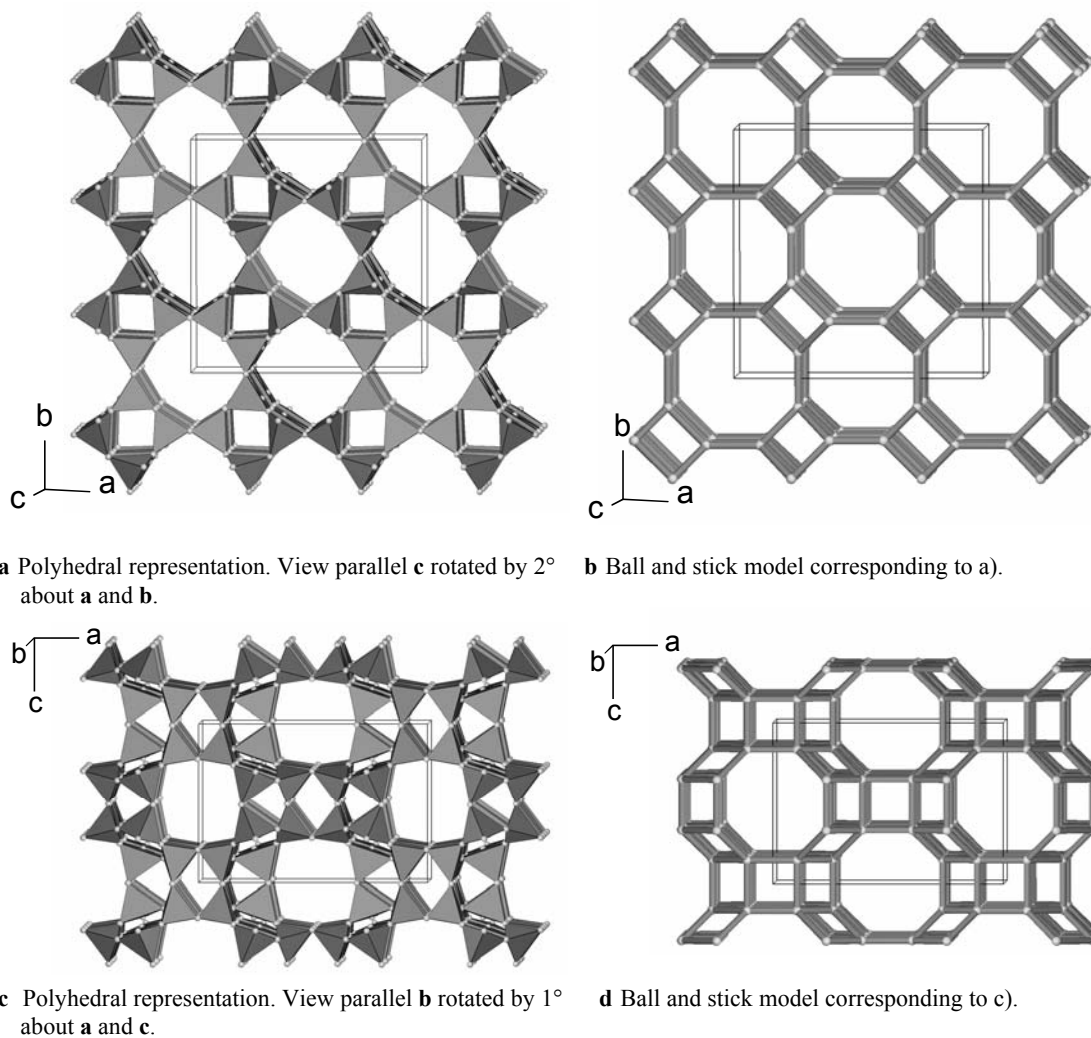 b
c
a
b
c
a
a Polyhedral representation. View parallel c rotated by 2°
about a and b.
b Ball and stick model corresponding to a).
b
a
c
b
a
c
c Polyhedral representation. View parallel b rotated by 1°
about a and c.
d Ball and stick model corresponding to c).